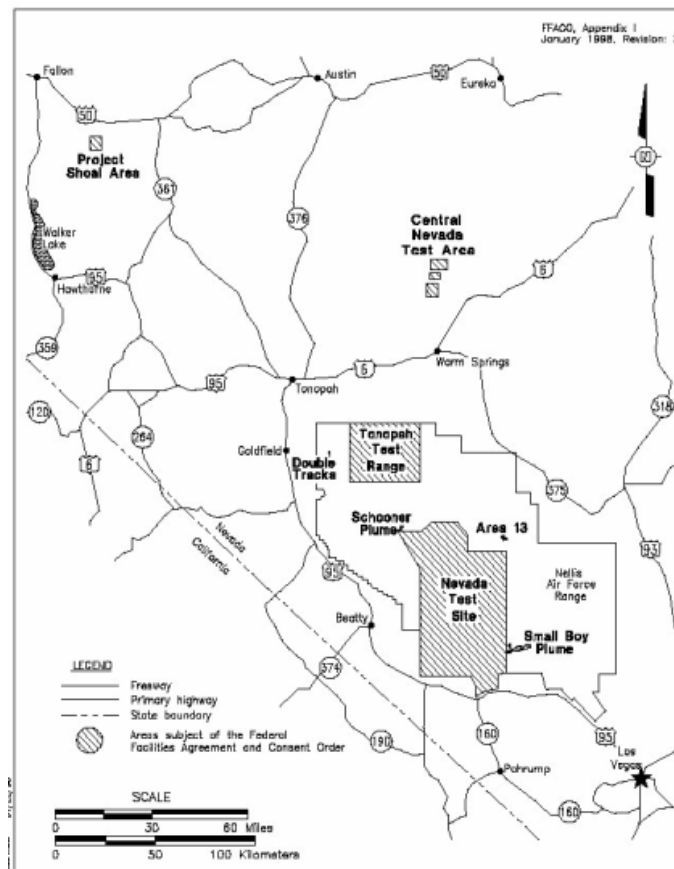 FFACO, Appendix I
January 1998, Revision:
Fallon
Austin
50
Eureka
50
Project
Shoal Area
361
376
Central
Nevada
Test Area
Walker
Lake
95
Hawthorne
6
359
Warm Springs
6
95
Tonopah
120
264
318
6
Goldfield
Tonopah
Test
Range
Double
Tracks
375
Schooner
Plume
Area 13
Nevada
California
93
95
Nevada
Test
Site
Nellis
Air Force
Range
Beatty
Small Boy
Plume
374
LEGEND
Freeway
Primary highway
State boundary
Areas subject of the Federal
Facilities Agreement and Consent Order
190
160
95
Las
Vegas
Pahrump
160
SCALE
0 30 60 Miles
0 50 100 Kilometers